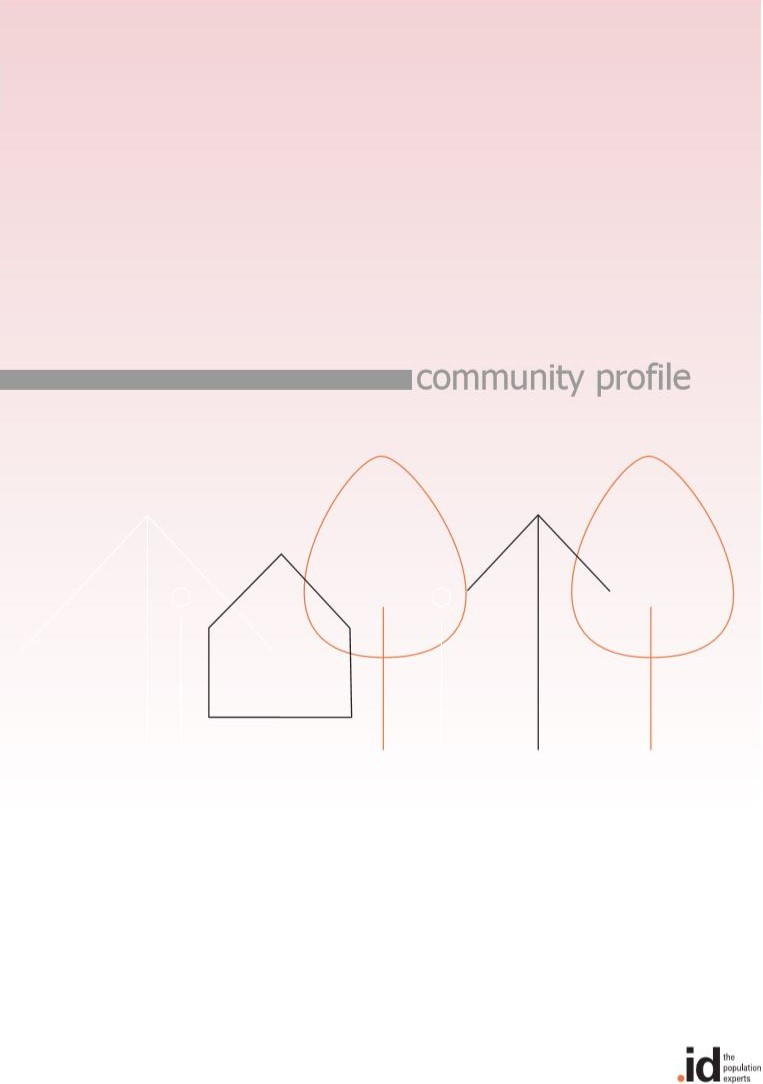 community profile
.id
the
population
experts